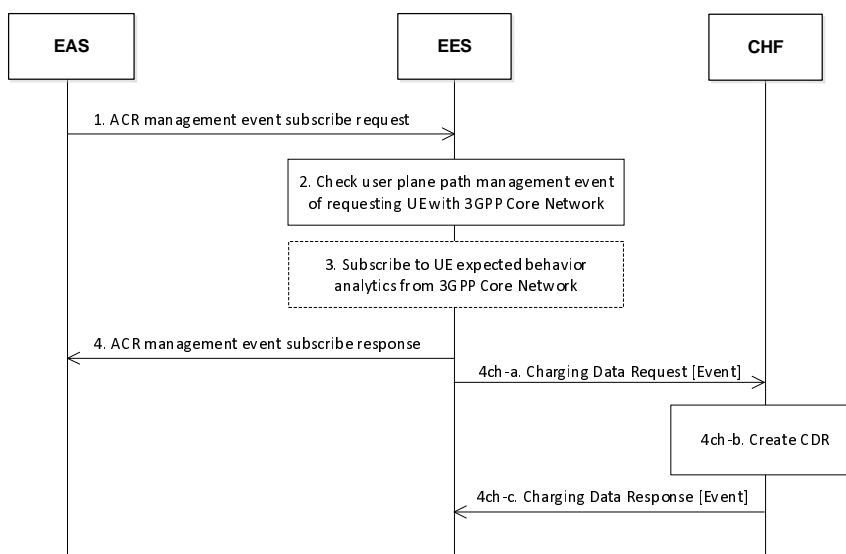 EAS
EES
CHF
1. ACR management event subscribe request
2. Check user plane path management event
of requesting UE with 3GPP Core Network
3. Subscribe to UE expected behavior
analytics from 3GPP Core Network
4. ACR management event subscribe response
4ch-a. Charging Data Request [Event]
4ch-b. Create CDR
4ch-c. Charging Data Response [Event]